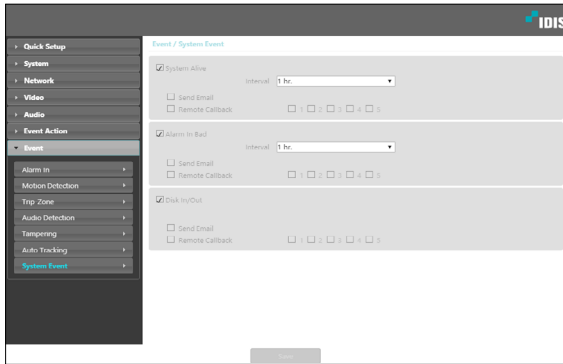 IDIS
Quick Setup
System
Network
Video
Audio
Event Action
Event
Alarm In
Motion Detection
Trip Zone
Audio Detection
Tampering
Auto Tracking
System Event
Event / System Event
System Alive
Interval 1 hr.
Send Email
Remote Callback 1 2 3 4 5
Alarm In Bad
Interval 1 hr.
Send Email
Remote Callback 1 2 3 4 5
Disk In/Out
Send Email
Remote Callback 1 2 3 4 5